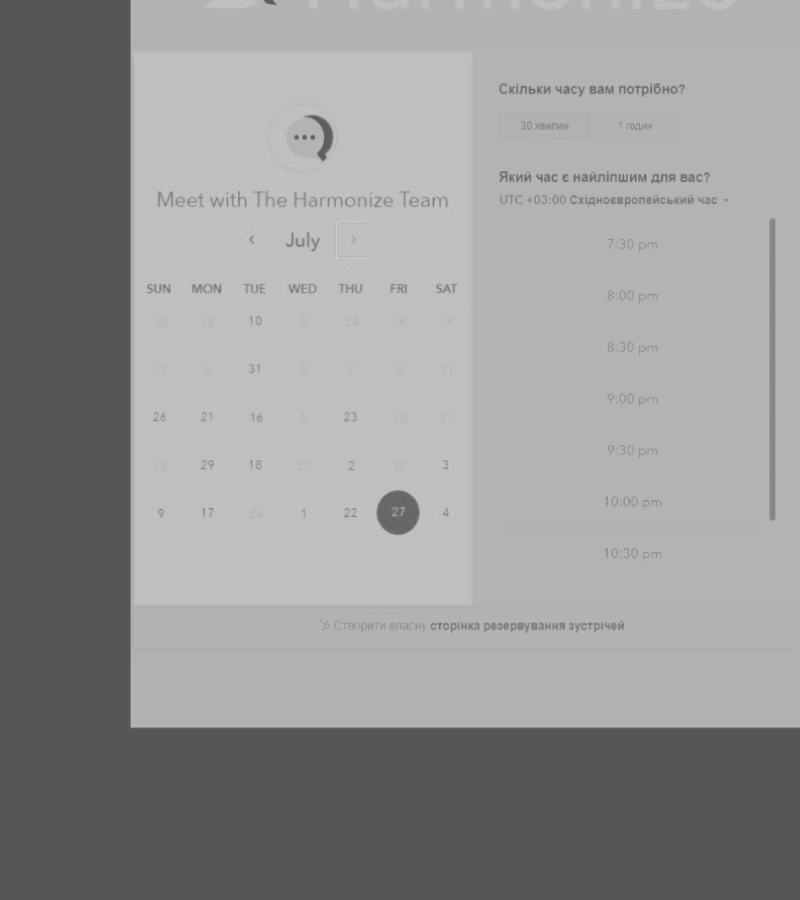 Harmonize
Meet with The Harmonize Team
July
SUN MON TUE WED THU FRI SAT
16 18 10 9 24 14 14
17 6 31 6 7 3 31
26 21 16 6 23 10 21
18 29 18 27 2 30 3
9 17 24 1 22 27 4
Скільки часу вам потрібно?
30 хвилин 1 годин
Який час є найліпшим для вас?
UTC +03:00 Східноєвропейський час
7:30 pm
8:00 pm
8:30 pm
9:00 pm
9:30 pm
10:00 pm
10:30 pm
Створити власну сторінка резервування зустрічей